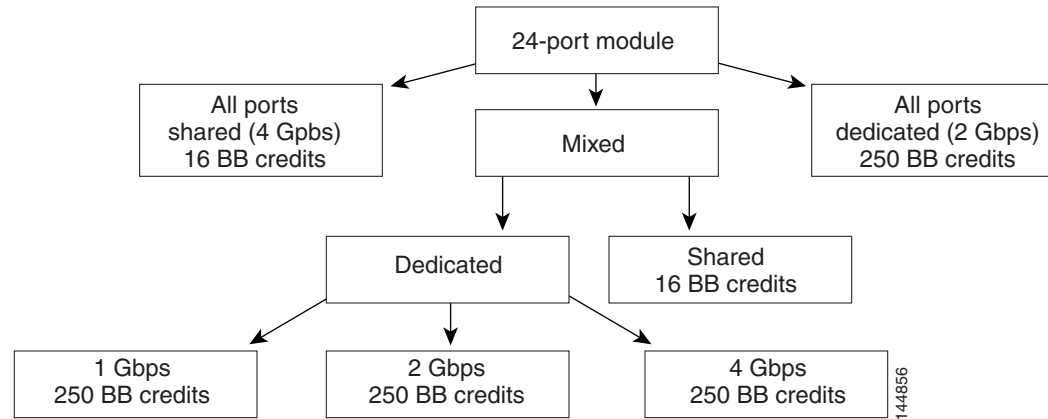 24-port module
All ports
shared (4 Gpbs)
16 BB credits
Mixed
All ports
dedicated (2 Gbps)
250 BB credits
Dedicated
Shared
16 BB credits
1 Gbps
250 BB credits
2 Gbps
250 BB credits
4 Gbps
250 BB credits
144856